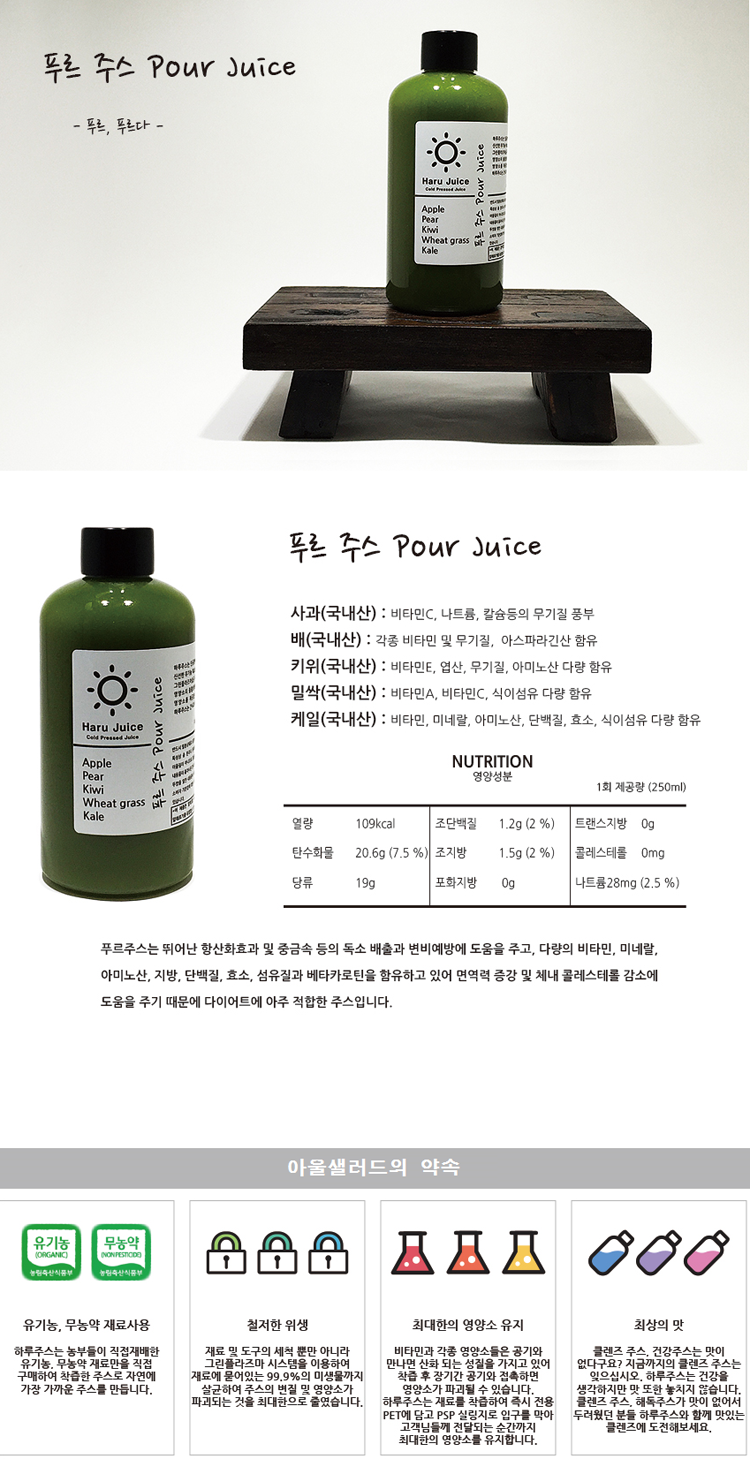 푸르 주스 Pour Juice
- 푸르, 푸르다 -
Haru Juice
Cold Pressed Juice
Apple
Pear
Kiwi
Wheat grass
Kale
푸르 주스 Pour Juice
푸르 주스 Pour Juice
사과(국내산) : 비타민C, 나트륨, 칼슘등의 무기질 풍부
배(국내산) : 각종 비타민 및 무기질, 아스파라긴산 함유
키위(국내산) : 비타민E, 엽산, 무기질, 아미노산 다량 함유
밀싹(국내산) : 비타민A, 비타민C, 식이섬유 다량 함유
케일(국내산) : 비타민, 미네랄, 아미노산, 단백질, 효소, 식이섬유 다량 함유
Haru Juice
Cold Pressed Juice
Apple
Pear
Kiwi
Wheat grass
Kale
푸르 주스 Pour Juice
NUTRITION
영양성분
1회 제공량 (250ml)
열량 109kcal 조단백질 1.2g (2 %) 트랜스지방 0g
탄수화물 20.6g (7.5 %) 조지방 1.5g (2 %) 콜레스테롤 0mg
당류 19g 포화지방 0g 나트륨28mg (2.5 %)
푸르주스는 뛰어난 항산화효과 및 중금속 등의 독소 배출과 변비예방에 도움을 주고, 다량의 비타민, 미네랄,
아미노산, 지방, 단백질, 효소, 섬유질과 베타카로틴을 함유하고 있어 면역력 증강 및 체내 콜레스테롤 감소에
도움을 주기 때문에 다이어트에 아주 적합한 주스입니다.
아울샐러드의 약속
유기농
(ORGANIC)
농림축산식품부
무농약
(NONPESTICIDE)
농림축산식품부
유기농, 무농약 재료사용
하루주스는 농부들이 직접재배한
유기농, 무농약 재료만을 직접
구매하여 착즙한 주스로 자연에
가장 가까운 주스를 만듭니다.
철저한 위생
재료 및 도구의 세척 뿐만 아니라
그린플라즈마 시스템을 이용하여
재료에 묻어있는 99.9%의 미생물까지
살균하여 주스의 변질 및 영양소가
파괴되는 것을 최대한으로 줄였습니다.
최대한의 영양소 유지
비타민과 각종 영양소들은 공기와
만나면 산화 되는 성질을 가지고 있어
착즙 후 장기간 공기와 접촉하면
영양소가 파괴될 수 있습니다.
하루주스는 재료를 착즙하여 즉시 전용
PET에 담고 PSP 실링지로 입구를 막아
고객님들께 전달되는 순간까지
최대한의 영양소를 유지합니다.
최상의 맛
클렌즈 주스, 건강주스는 맛이
없다구요? 지금까지의 클렌즈 주스는
잊으십시오. 하루주스는 건강을
생각하지만 맛 또한 놓치지 않습니다.
클렌즈 주스, 해독주스가 맛이 없어서
두려웠던 분들 하루주스와 함께 맛있는
클렌즈에 도전해보세요.